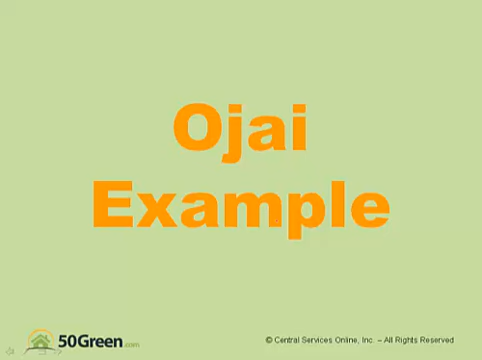 Ojai
Example
50Green.com
© Central Services Online, Inc. – All Rights Reserved